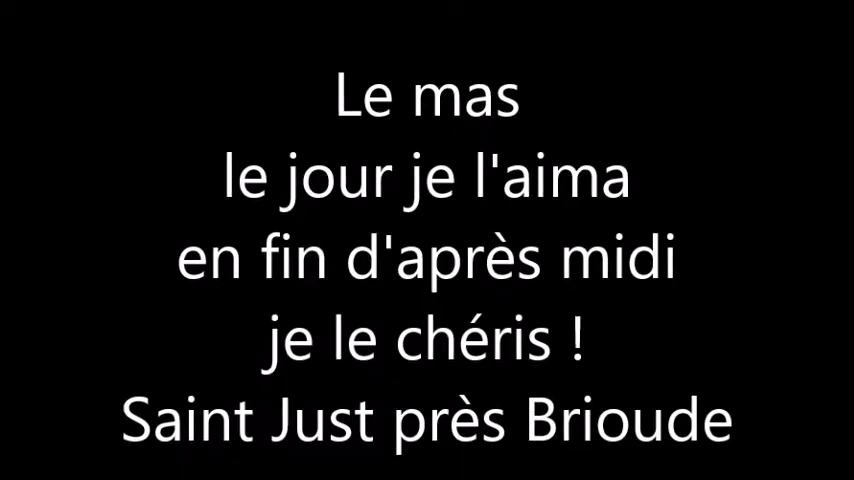 Le mas
le jour je l'aima
en fin d'après midi
je le chéris !
Saint Just près Brioude